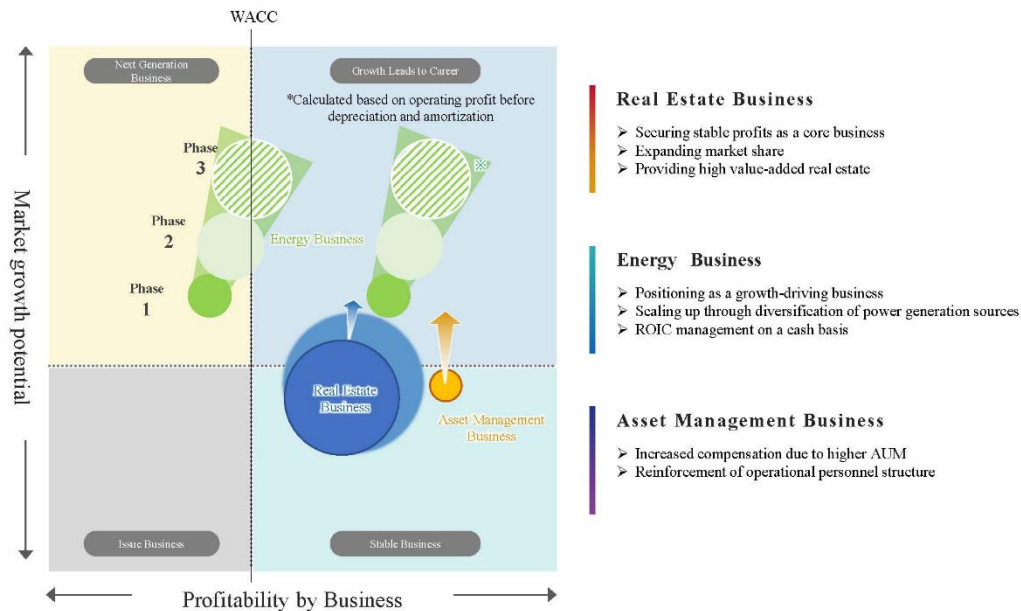 WACC
Next Generation
Business
Growth Leads to Career
*Calculated based on operating profit before
depreciation and amortization
Phase
3
※
Phase
2
Energy Business
Phase
1
Real Estate
Business
Asset Management
Business
Issue Business
Stable Business
Market growth potential
Profitability by Business
Real Estate Business
➢ Securing stable profits as a core business
➢ Expanding market share
➢ Providing high value-added real estate
Energy Business
➢ Positioning as a growth-driving business
➢ Scaling up through diversification of power generation sources
➢ ROIC management on a cash basis
Asset Management Business
➢ Increased compensation due to higher AUM
➢ Reinforcement of operational personnel structure